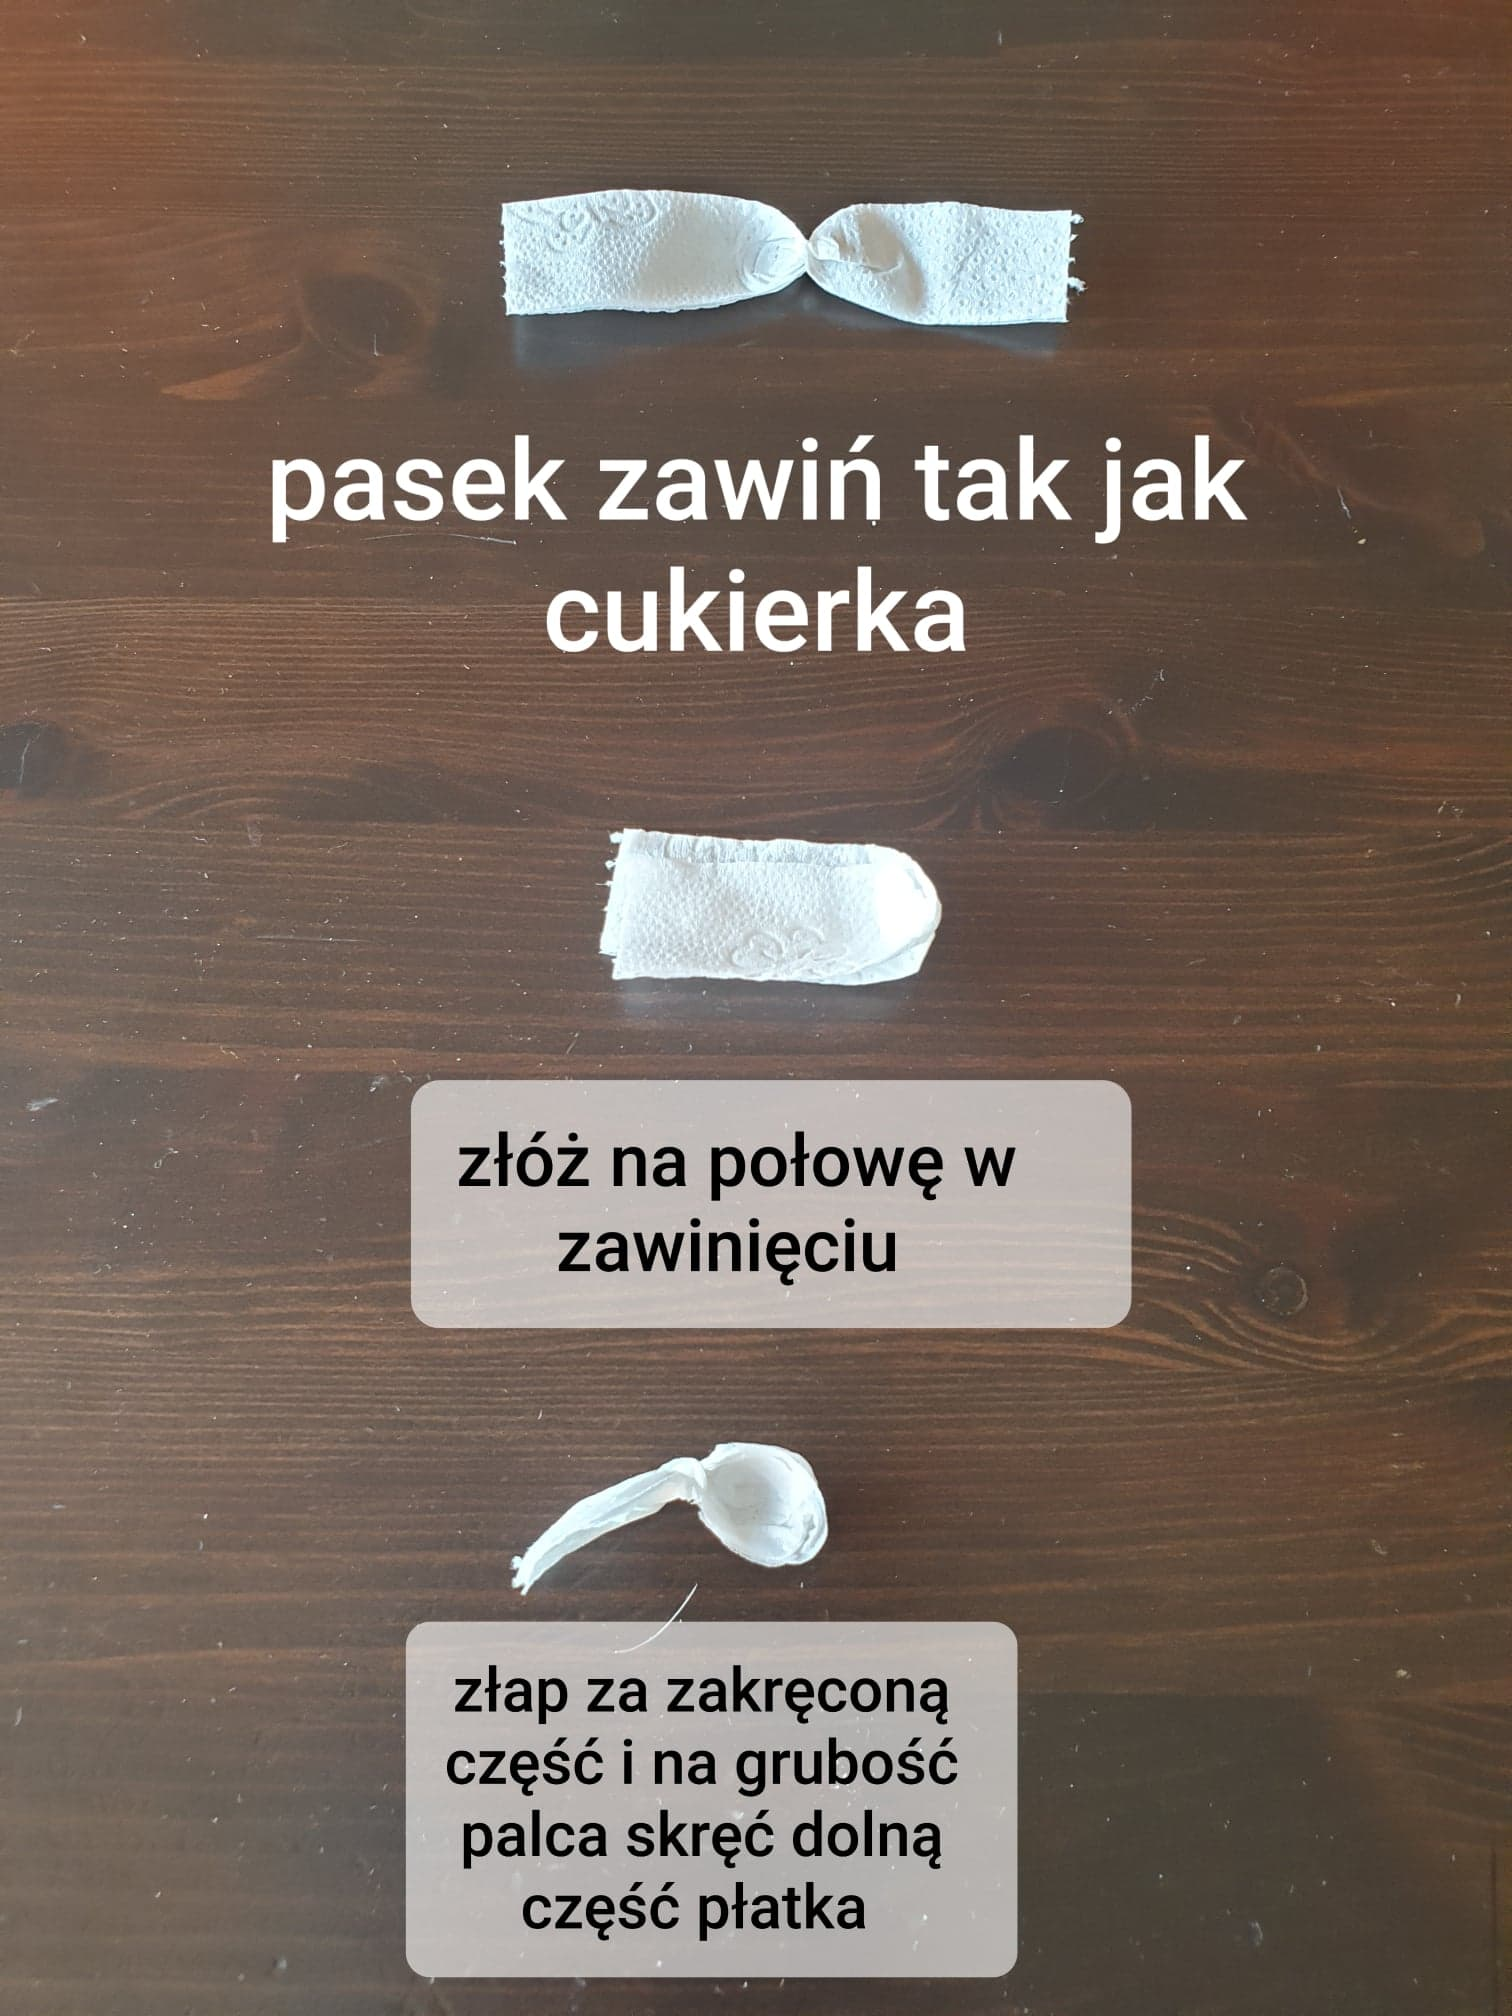 pasek zawiń tak jak
cukierka
złóż na połowę w
zawinięciu
złap za zakręconą
część i na grubość
palca skręć dolną
część płatka